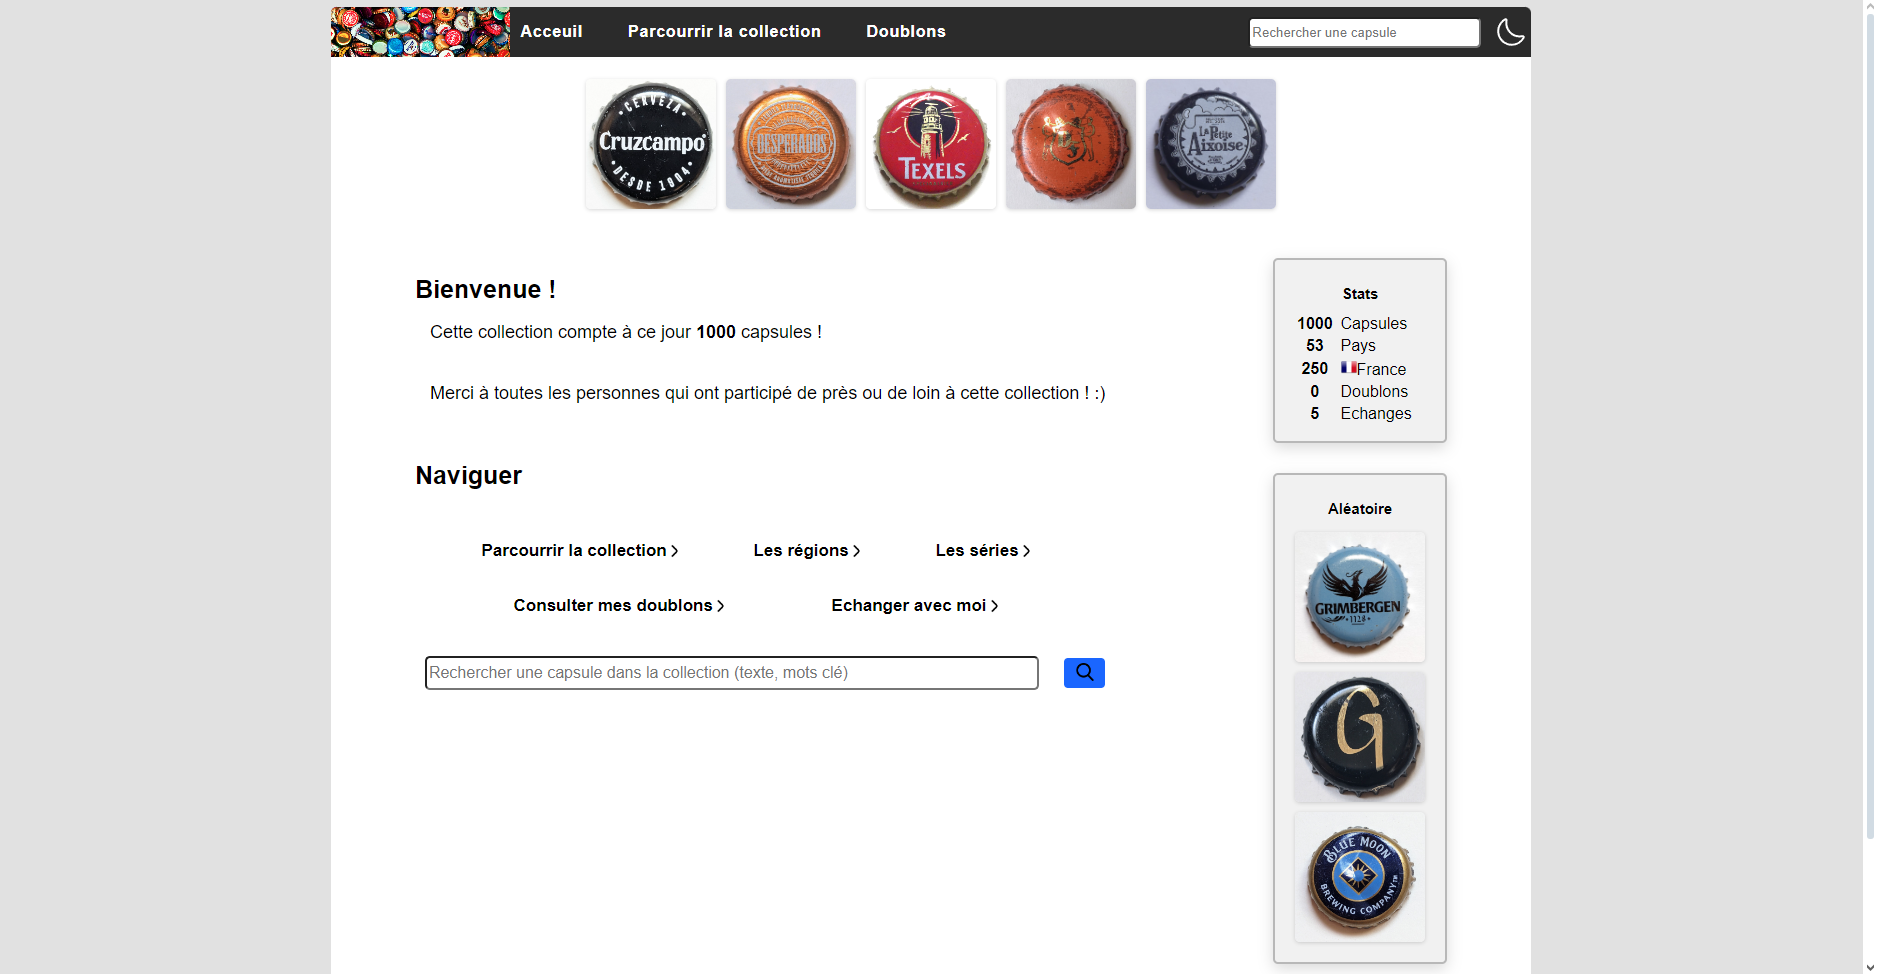 Acceuil Parcourrir la collection Doublons Rechercher une capsule
CERVEZA
Cruzcampo
DESDE 1904
DESPERADOS
TEXELS
La Petite
Aixoise
Bienvenue !
Cette collection compte à ce jour 1000 capsules !
Merci à toutes les personnes qui ont participé de près ou de loin à cette collection ! :)
Naviguer
Parcourrir la collection Les régions Les séries
Consulter mes doublons Echanger avec moi
Rechercher une capsule dans la collection (texte, mots clé)
Stats
1000 Capsules
53 Pays
250 France
0 Doublons
5 Echanges
Aléatoire
GRIMBERGEN
•1128•
G
BLUE MOON
BREWING COMPANY™